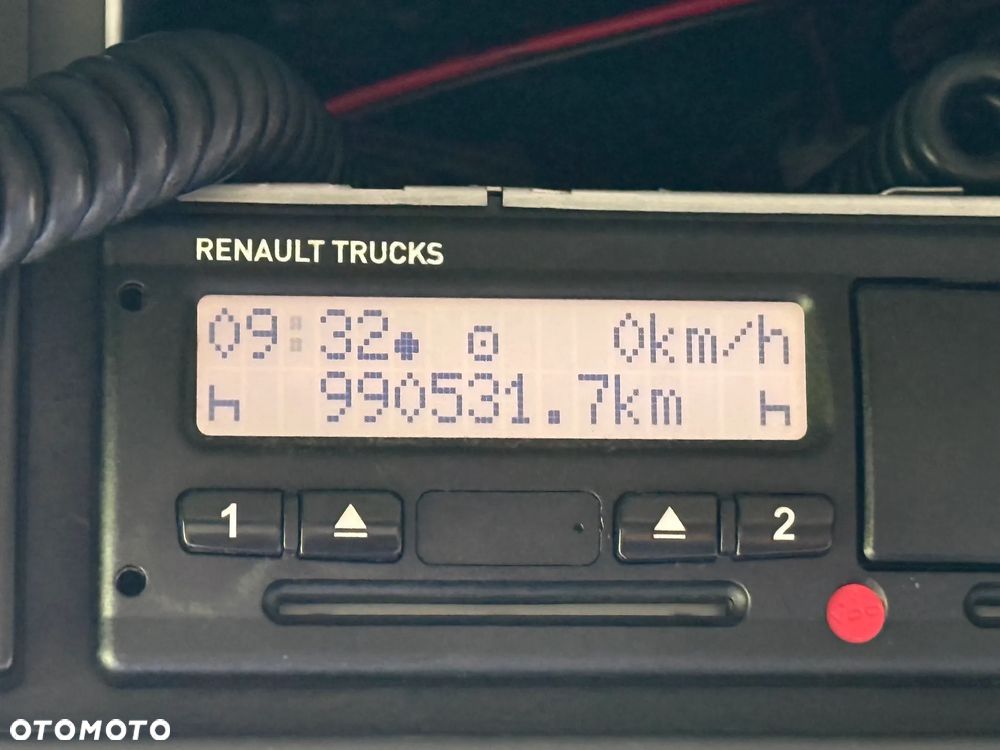 RENAULT TRUCKS
09:32 0km/h
990531.7km
1 2
OTOMOTO